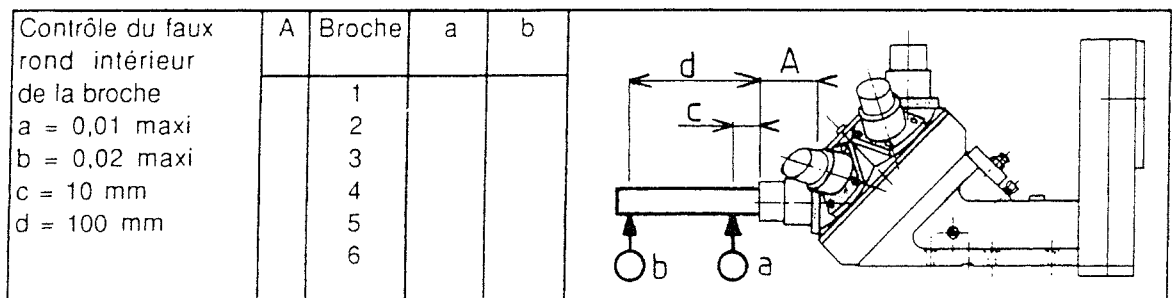 Contrôle du faux
rond intérieur
de la broche
a = 0,01 maxi
b = 0,02 maxi
c = 10 mm
d = 100 mm
A Broche a b
1
2
3
4
5
6
d A
c
b a